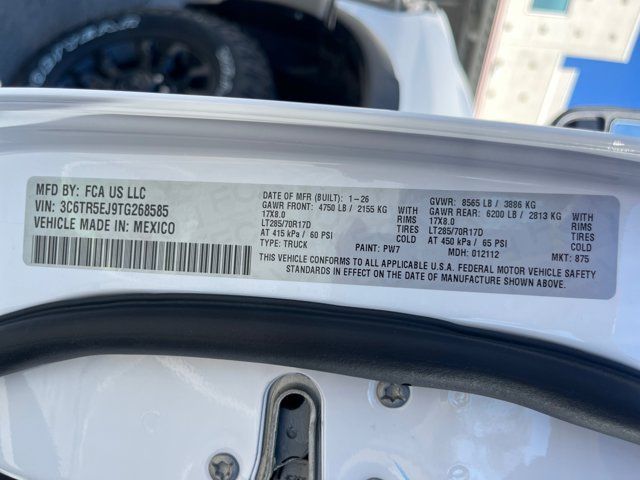 MFD BY: FCA US LLC
VIN: 3C6TR5EJ9TG268585
VEHICLE MADE IN: MEXICO
DATE OF MFR (BUILT): 1-26
GAWR FRONT: 4750 LB / 2155 KG WITH
17X8.0 RIMS
LT285/70R17D TIRES
AT 415 kPa / 60 PSI COLD
TYPE: TRUCK PAINT: PW7
GVWR: 8565 LB / 3886 KG
GAWR REAR: 6200 LB / 2813 KG WITH
17X8.0 RIMS
LT285/70R17D TIRES
AT 450 kPa / 65 PSI COLD
MDH: 012112 MKT: 875
THIS VEHICLE CONFORMS TO ALL APPLICABLE U.S.A. FEDERAL MOTOR VEHICLE SAFETY
STANDARDS IN EFFECT ON THE DATE OF MANUFACTURE SHOWN ABOVE.